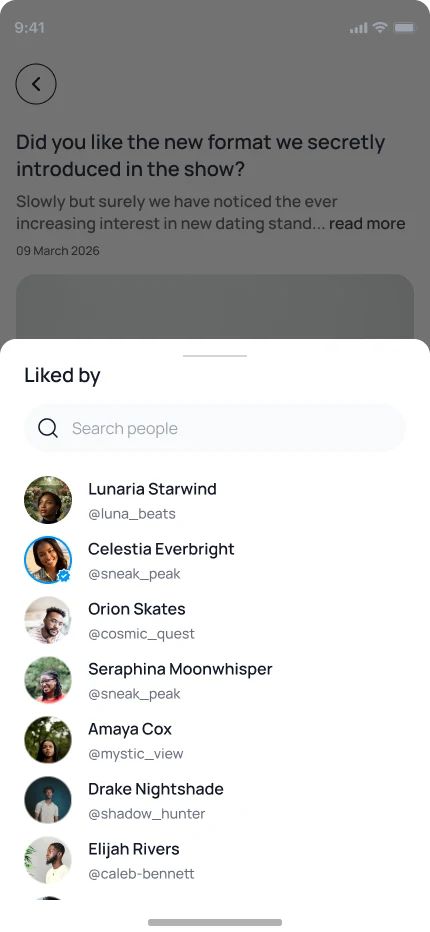 9:41
Did you like the new format we secretly
introduced in the show?
Slowly but surely we have noticed the ever
increasing interest in new dating stand... read more
09 March 2026
Liked by
Search people
Lunaria Starwind
@luna_beats
Celestia Everbright
@sneak_peak
Orion Skates
@cosmic_quest
Seraphina Moonwhisper
@sneak_peak
Amaya Cox
@mystic_view
Drake Nightshade
@shadow_hunter
Elijah Rivers
@caleb-bennett